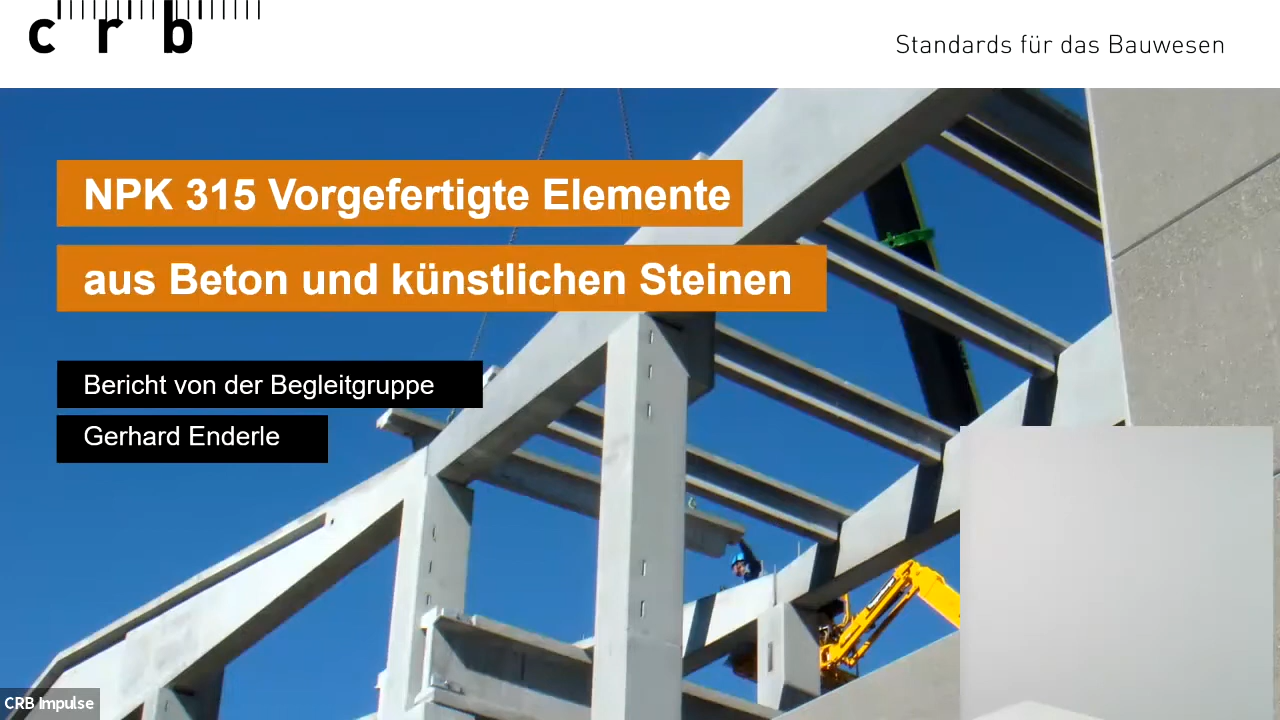 crb
Standards für das Bauwesen
NPK 315 Vorgefertigte Elemente
aus Beton und künstlichen Steinen
Bericht von der Begleitgruppe
Gerhard Enderle
CRB Impulse